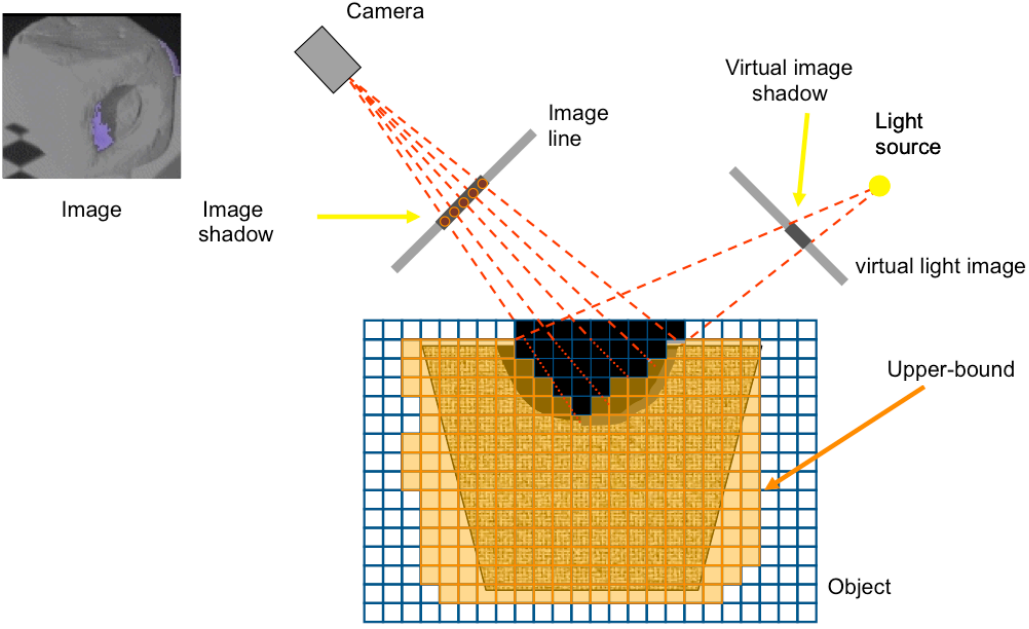 Camera
Virtual image
shadow
Image
line
Light
source
Image
Image
shadow
virtual light image
Upper-bound
Object